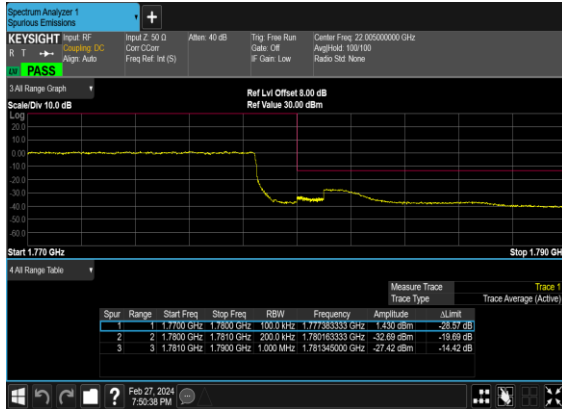 Spectrum Analyzer 1
Spurious Emissions
KEYSIGHT Input: RF Input Z: 50 Ω Atten: 40 dB Trig: Free Run Center Freq: 22.005000000 GHz
R T Coupling: DC Corr CCorr Gate: Off Avg|Hold: 100/100
Align: Auto Freq Ref: Int (S) IF Gain: Low Radio Std: None
PASS
3 All Range Graph
Ref Lvl Offset 8.00 dB
Scale/Div 10.0 dB Ref Value 30.00 dBm
Log
20.0
10.0
0.00
-10.0
-20.0
-30.0
-40.0
-50.0
-60.0
Start 1.770 GHz Stop 1.790 GHz
4 All Range Table
Measure Trace Trace 1
Trace Type Trace Average (Active)
Spur Range Start Freq Stop Freq RBW Frequency Amplitude ΔLimit
1 1 1.7700 GHz 1.7800 GHz 100.0 kHz 1.777383333 GHz 1.430 dBm -28.57 dB
2 2 1.7800 GHz 1.7810 GHz 200.0 kHz 1.780163333 GHz -32.69 dBm -19.69 dB
3 3 1.7810 GHz 1.7900 GHz 1.000 MHz 1.781345000 GHz -27.42 dBm -14.42 dB
? Feb 27, 2024
7:50:38 PM